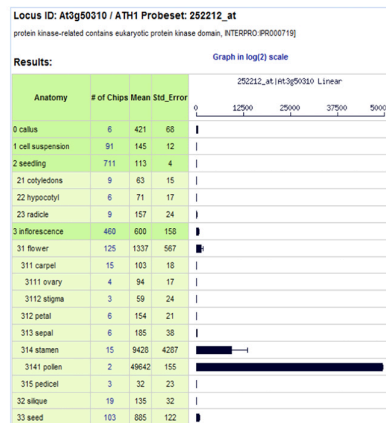 Locus ID: At3g50310 / ATH1 Probeset: 252212_at
protein kinase-related contains eukaryotic protein kinase domain, INTERPRO:IPR000719]
Results:
Graph in log(2) scale
252212_at|At3g50310 Linear
Anatomy # of Chips Mean Std_Error
0 12500 25000 37500 5000
0 callus 6 421 68
1 cell suspension 91 145 12
2 seedling 711 113 4
21 cotyledons 9 63 15
22 hypocotyl 6 71 17
23 radicle 9 157 24
3 inflorescence 460 600 158
31 flower 125 1337 567
311 carpel 15 103 18
3111 ovary 4 94 17
3112 stigma 3 59 24
312 petal 6 154 21
313 sepal 6 185 38
314 stamen 15 9428 4287
3141 pollen 2 49642 155
315 pedicel 3 32 23
32 silique 19 135 32
33 seed 103 885 122